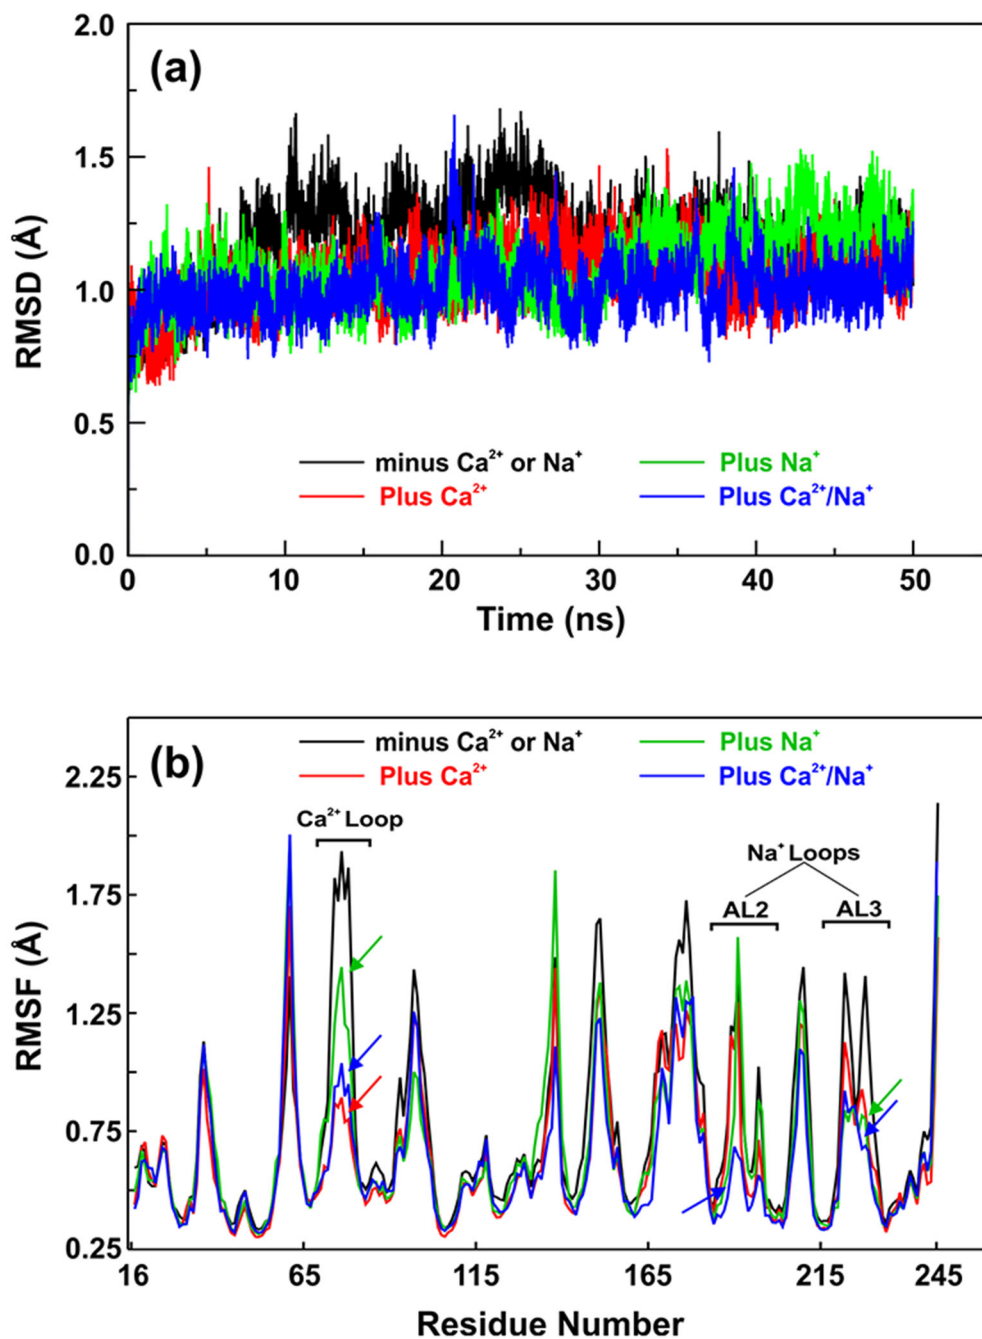 (a)
2.0
1.5
1.0
0.5
0.0
RMSD (Å)
minus Ca²⁺ or Na⁺
Plus Na⁺
Plus Ca²⁺
Plus Ca²⁺/Na⁺
0 10 20 30 40 50
Time (ns)
(b)
minus Ca²⁺ or Na⁺
Plus Na⁺
Plus Ca²⁺
Plus Ca²⁺/Na⁺
2.25
1.75
1.25
0.75
0.25
RMSF (Å)
Ca²⁺ Loop
Na⁺ Loops
AL2
AL3
16 65 115 165 215 245
Residue Number